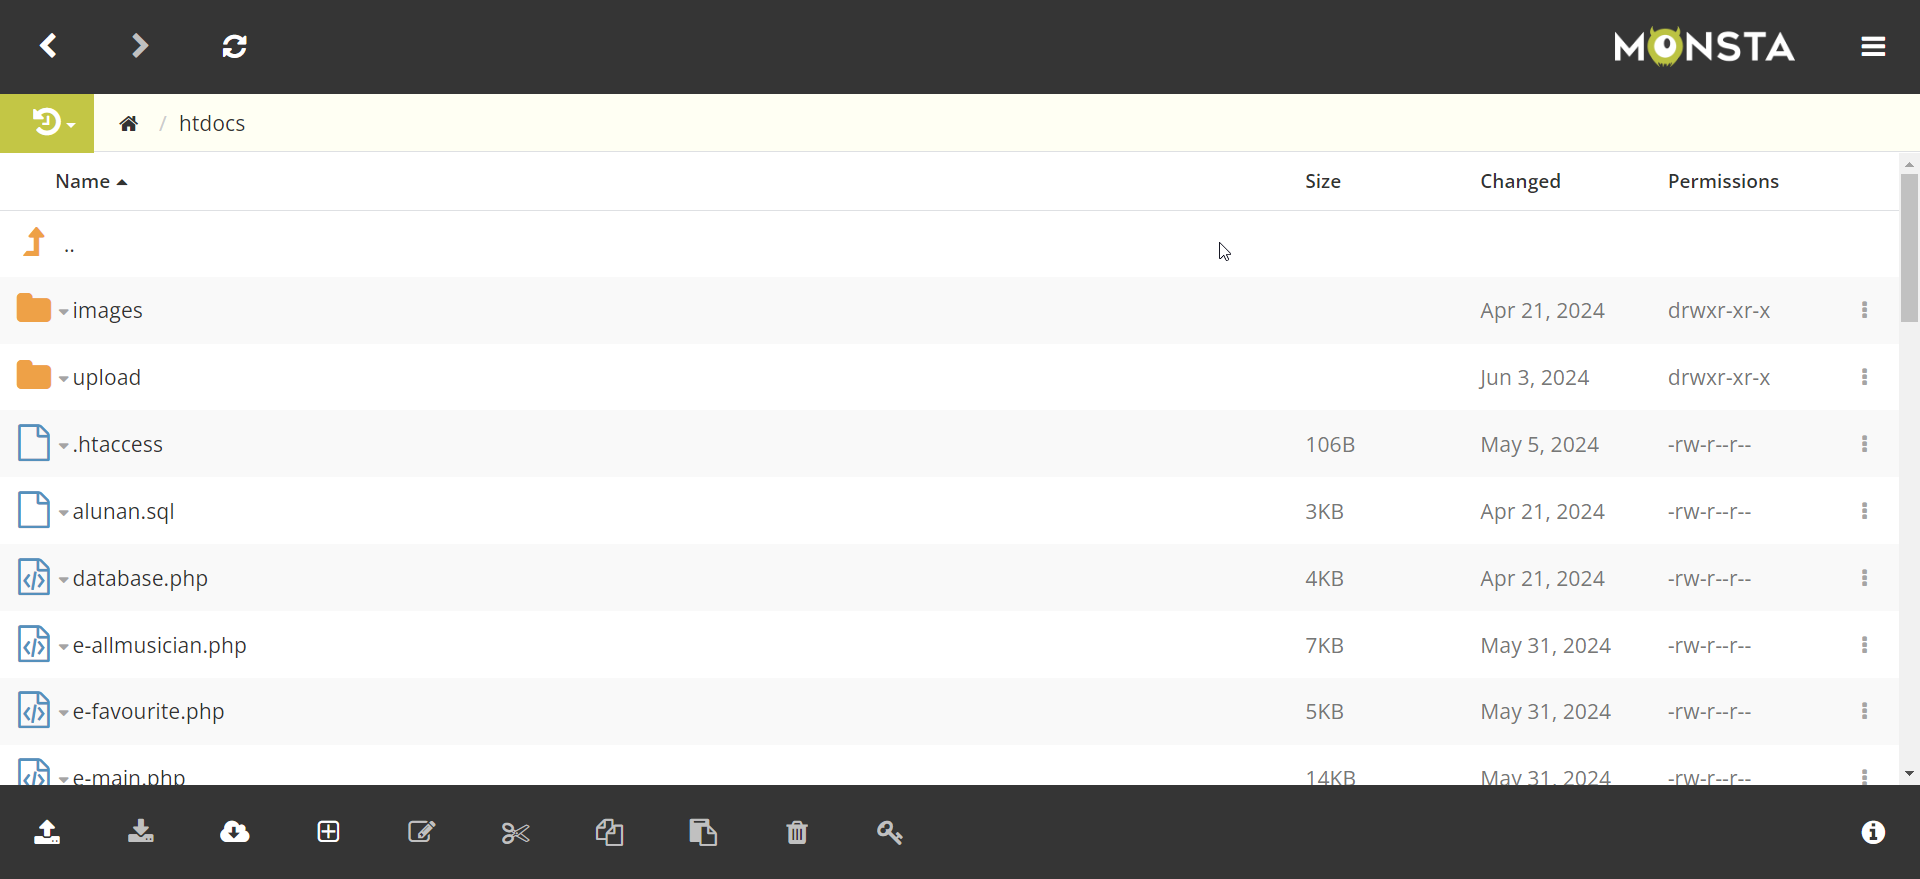 MONSTA
/ htdocs
Name Size Changed Permissions
..
images Apr 21, 2024 drwxr-xr-x
upload Jun 3, 2024 drwxr-xr-x
.htaccess 106B May 5, 2024 -rw-r--r--
alunan.sql 3KB Apr 21, 2024 -rw-r--r--
database.php 4KB Apr 21, 2024 -rw-r--r--
e-allmusician.php 7KB May 31, 2024 -rw-r--r--
e-favourite.php 5KB May 31, 2024 -rw-r--r--
e-main.php 14KB May 31, 2024 -rw-r--r--